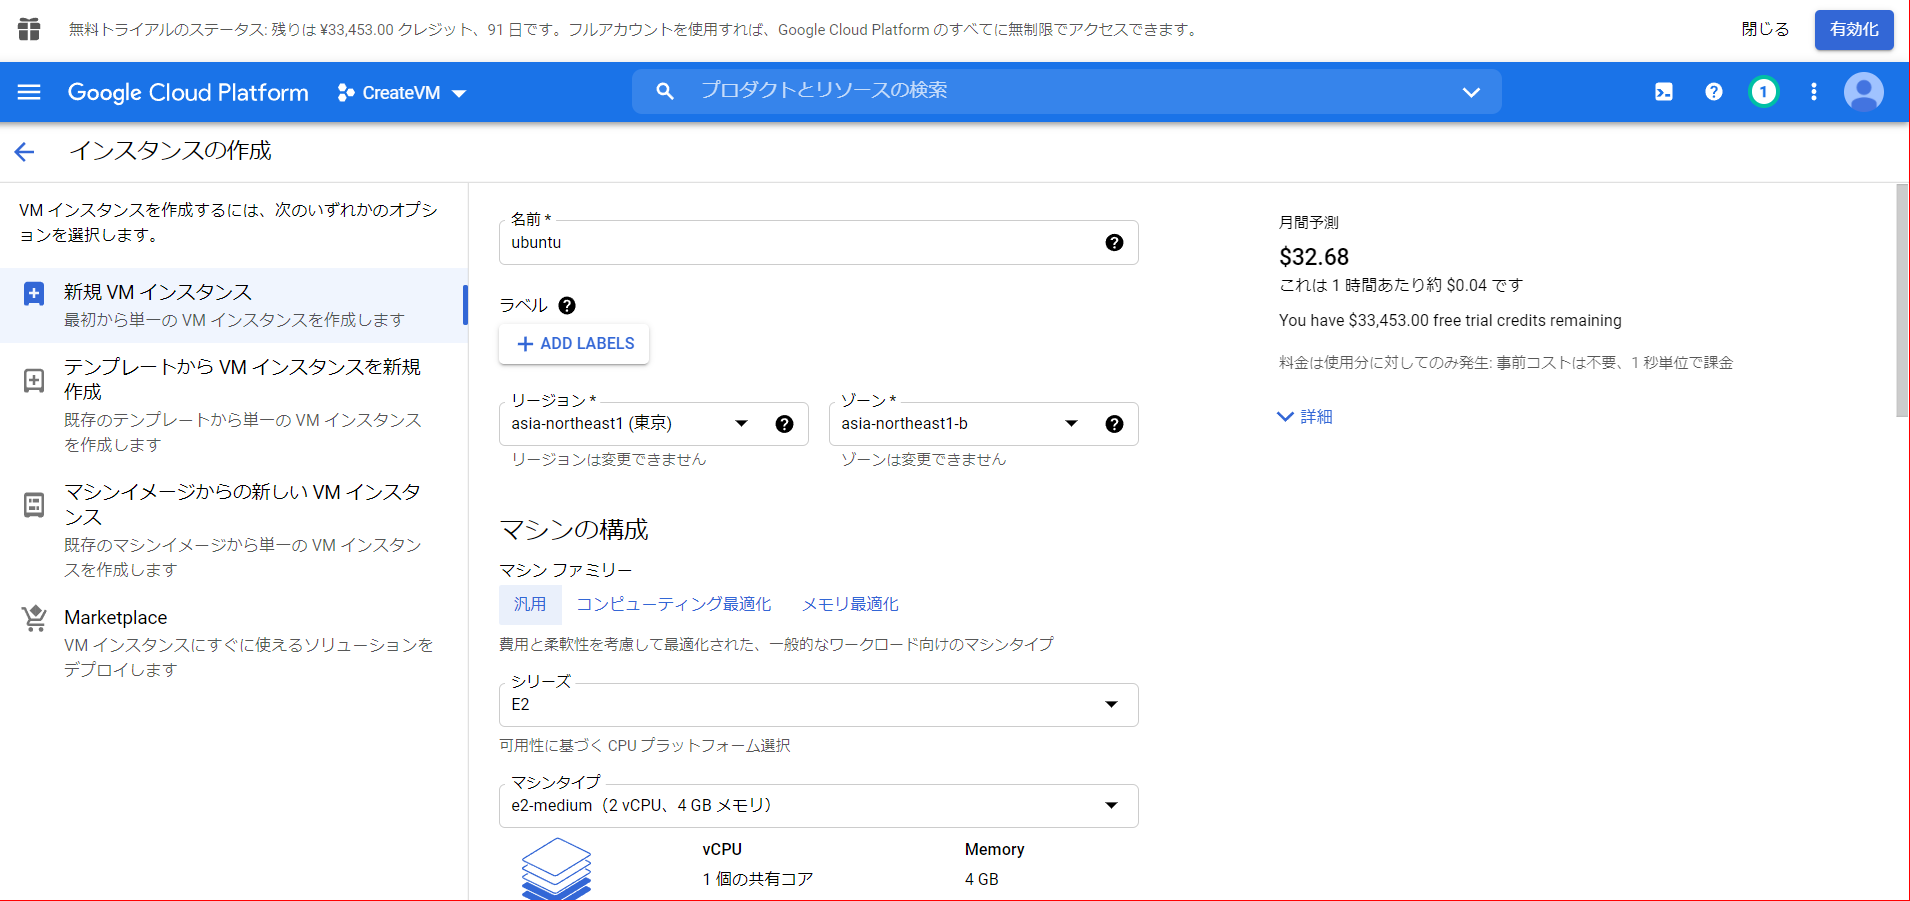 無料トライアルのステータス: 残りは ¥33,453.00 クレジット、91 日です。フルアカウントを使用すれば、Google Cloud Platform のすべてに無制限でアクセスできます。
閉じる
有効化
Google Cloud Platform
CreateVM
プロダクトとリソースの検索
1
インスタンスの作成
VM インスタンスを作成するには、次のいずれかのオプシ
ョンを選択します。
新規 VM インスタンス
最初から単一の VM インスタンスを作成します
テンプレートから VM インスタンスを新規
作成
既存のテンプレートから単一の VM インスタンス
を作成します
マシンイメージからの新しい VM インスタ
ンス
既存のマシンイメージから単一の VM インスタン
スを作成します
Marketplace
VM インスタンスにすぐに使えるソリューションを
デプロイします
名前 *
ubuntu
ラベル
ADD LABELS
リージョン *
asia-northeast1 (東京)
リージョンは変更できません
ゾーン *
asia-northeast1-b
ゾーンは変更できません
マシンの構成
マシン ファミリー
汎用
コンピューティング最適化
メモリ最適化
費用と柔軟性を考慮して最適化された、一般的なワークロード向けのマシンタイプ
シリーズ
E2
可用性に基づく CPU プラットフォーム選択
マシンタイプ
e2-medium（2 vCPU、4 GB メモリ）
vCPU
1 個の共有コア
Memory
4 GB
月間予測
$32.68
これは 1 時間あたり約 $0.04 です
You have $33,453.00 free trial credits remaining
料金は使用分に対してのみ発生: 事前コストは不要、1 秒単位で課金
詳細